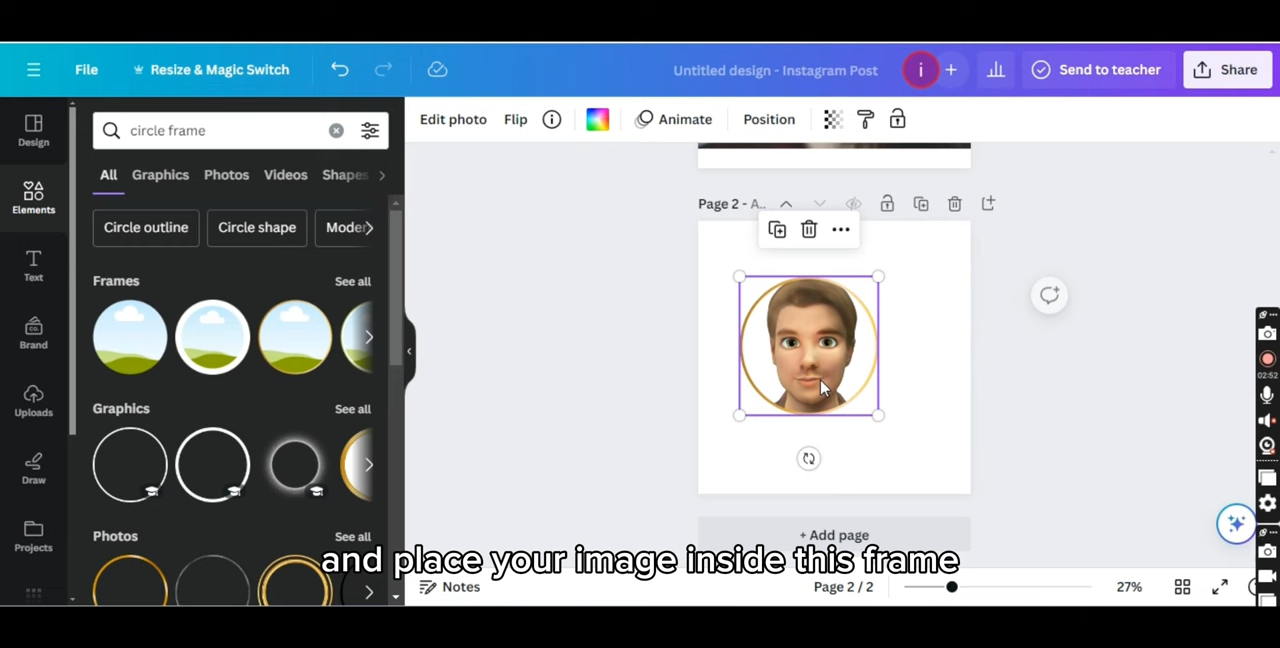 File
Resize & Magic Switch
Untitled design - Instagram Post
i
Send to teacher
Share
Design
Elements
Text
Brand
Uploads
Draw
Projects
circle frame
All
Graphics
Photos
Videos
Shapes
Circle outline
Circle shape
Moder
Frames
See all
Graphics
See all
Photos
See all
Edit photo
Flip
Animate
Position
Page 2 - A..
+ Add page
and place your image inside this frame
Notes
Page 2 / 2
27%
02:52